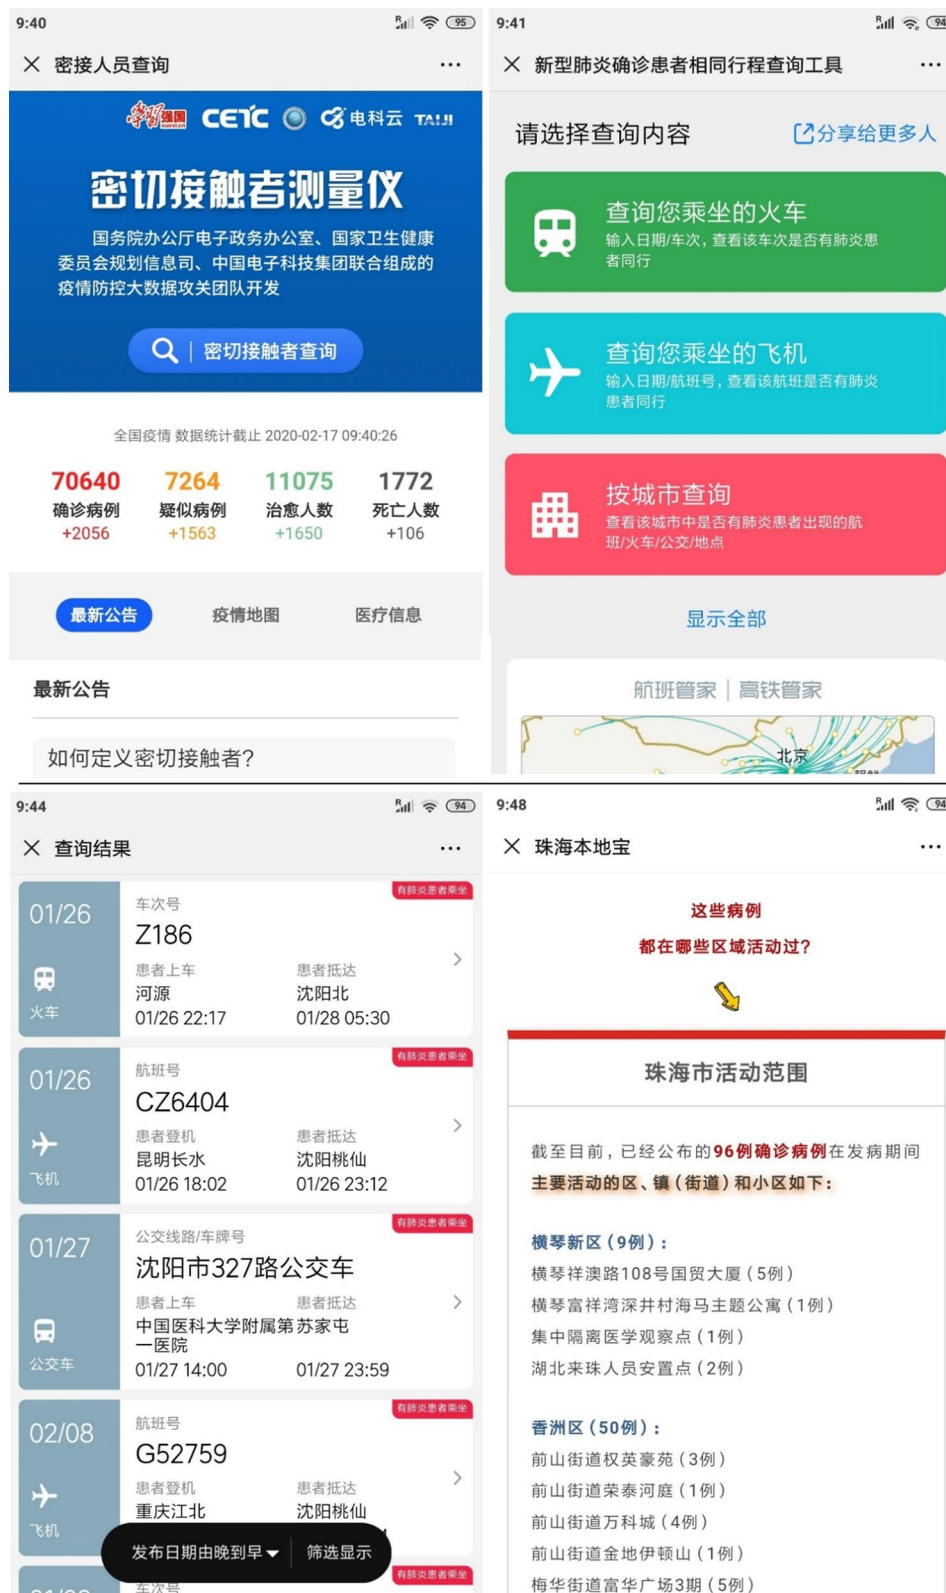 9:40
R
95
密接人员查询
学习强国 CETC 电科云 TAIJI
密切接触者测量仪
国务院办公厅电子政务办公室、国家卫生健康
委员会规划信息司、中国电子科技集团联合组成的
疫情防控大数据攻关团队开发
密切接触者查询
全国疫情 数据统计截止 2020-02-17 09:40:26
70640 7264 11075 1772
确诊病例 疑似病例 治愈人数 死亡人数
+2056 +1563 +1650 +106
最新公告 疫情地图 医疗信息
最新公告
如何定义密切接触者?
9:41
R
94
新型肺炎确诊患者相同行程查询工具
请选择查询内容 分享给更多人
查询您乘坐的火车
输入日期/车次, 查看该车次是否有肺炎患
者同行
查询您乘坐的飞机
输入日期/航班号, 查看该航班是否有肺炎
患者同行
按城市查询
查看该城市中是否有肺炎患者出现的航
班/火车/公交/地点
显示全部
航班管家 | 高铁管家
北京
9:44
R
94
查询结果
有肺炎患者乘坐
01/26
火车
车次号
Z186
患者上车 患者抵达
河源 沈阳北
01/26 22:17 01/28 05:30
有肺炎患者乘坐
01/26
飞机
航班号
CZ6404
患者登机 患者抵达
昆明长水 沈阳桃仙
01/26 18:02 01/26 23:12
有肺炎患者乘坐
01/27
公交车
公交线路/车牌号
沈阳市327路公交车
患者上车 患者抵达
中国医科大学附属第 苏家屯
一医院
01/27 14:00 01/27 23:59
有肺炎患者乘坐
02/08
飞机
航班号
G52759
患者登机 患者抵达
重庆江北 沈阳桃仙
发布日期由晚到早 筛选显示
有肺炎患者乘坐
车次号
9:48
R
94
珠海本地宝
这些病例
都在哪些区域活动过?
珠海市活动范围
截至目前, 已经公布的96例确诊病例在发病期间
主要活动的区、镇(街道)和小区如下:
横琴新区(9例):
横琴祥澳路108号国贸大厦(5例)
横琴富祥湾深井村海马主题公寓(1例)
集中隔离医学观察点(1例)
湖北来珠人员安置点(2例)
香洲区(50例):
前山街道权英豪苑(3例)
前山街道荣泰河庭(1例)
前山街道万科城(4例)
前山街道金地伊顿山(1例)
梅华街道富华广场3期(5例)